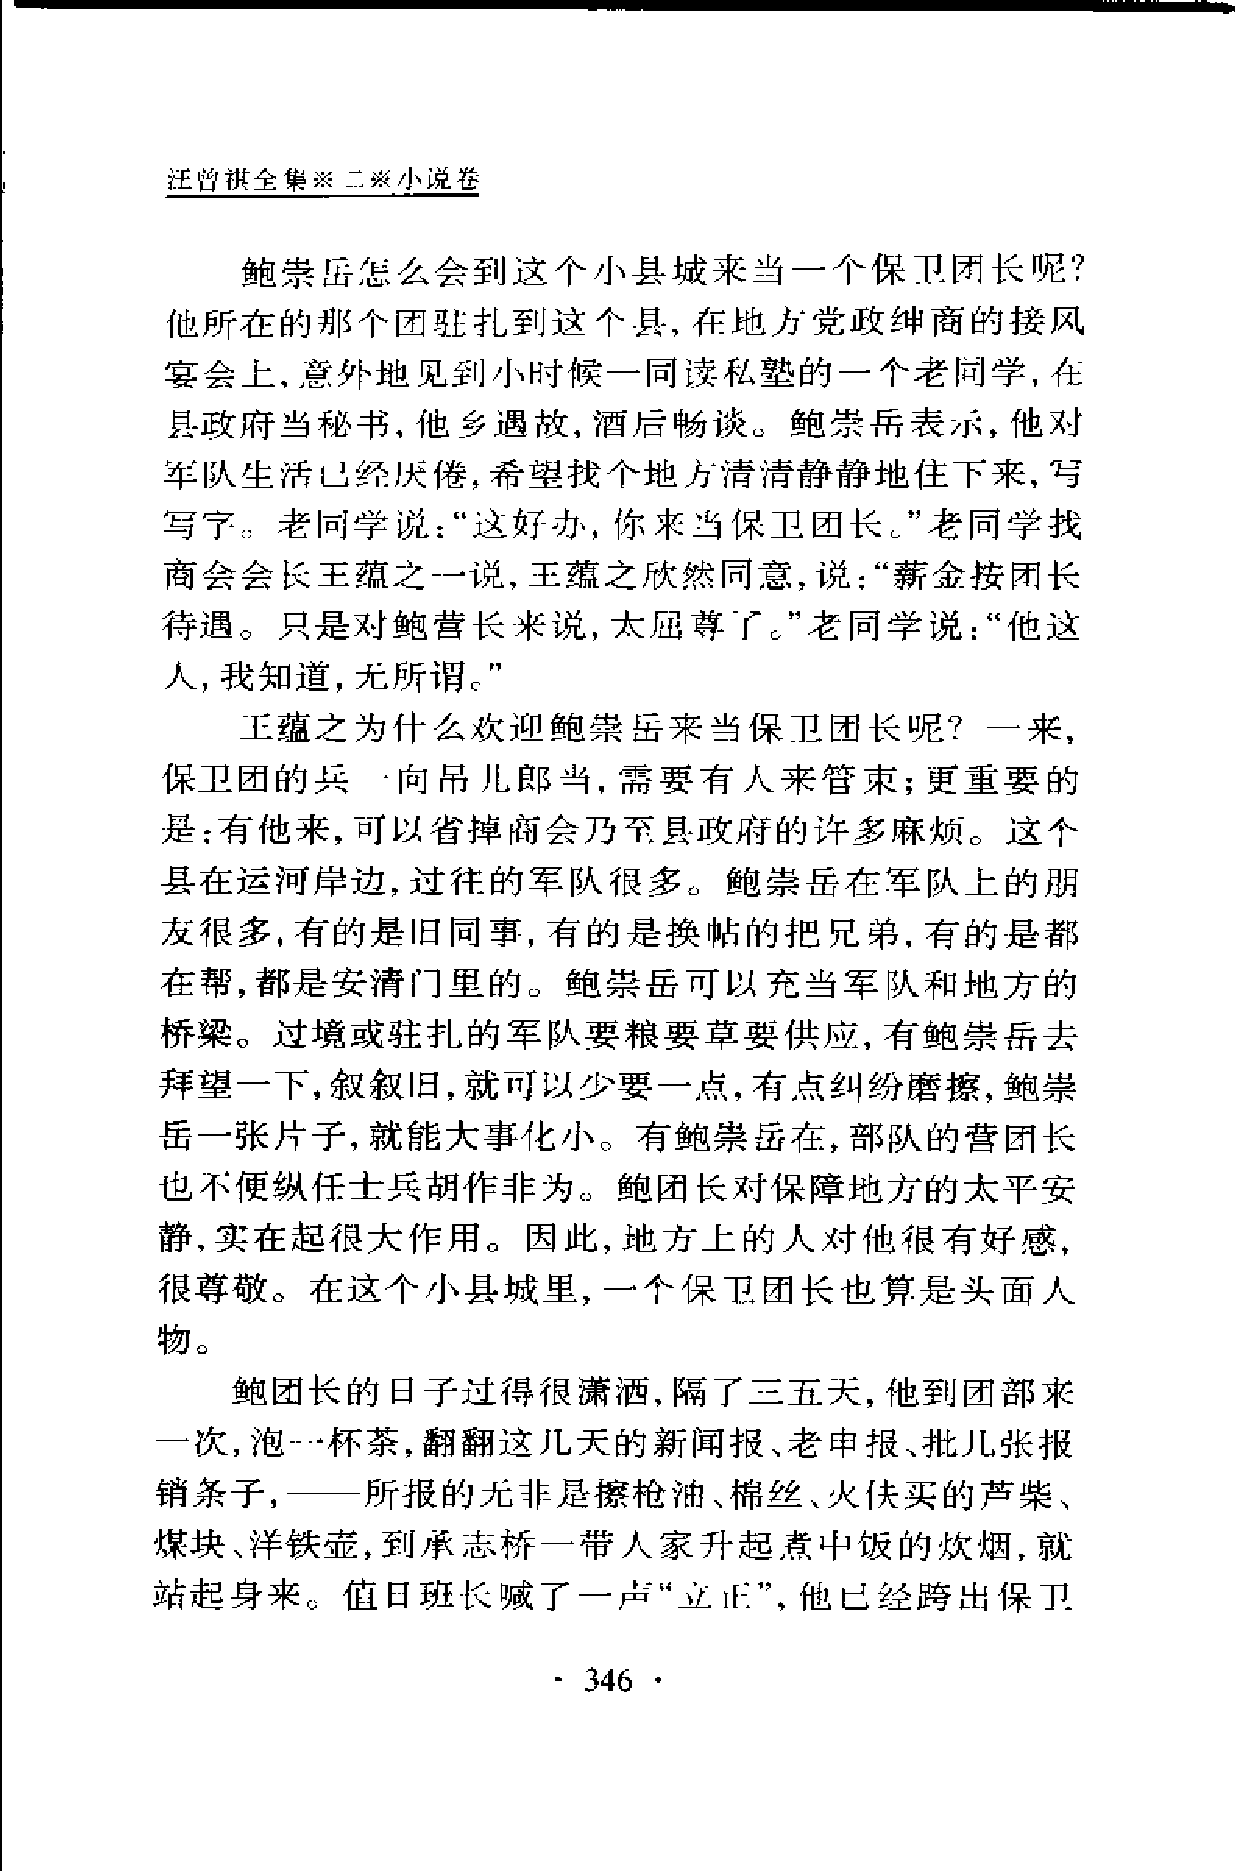 汪曾祺全集※二※小说卷
鲍崇岳怎么会到这个小县城来当一个保卫团长呢？
他所在的那个团驻扎到这个县，在地方党政绅商的接风
宴会上，意外地见到小时候一同读私塾的一个老同学，在
县政府当秘书，他乡遇故，酒后畅谈。鲍崇岳表示，他对
军队生活已经厌倦，希望找个地方清清静静地住下来，写
写字。老同学说：“这好办，你来当保卫团长。”老同学找
商会会长王蕴之一说，王蕴之欣然同意，说：“薪金按团长
待遇。只是对鲍营长来说，太屈尊了。”老同学说：“他这
人，我知道，无所谓。”
王蕴之为什么欢迎鲍崇岳来当保卫团长呢？一来，
保卫团的兵一向吊儿郎当，需要有人来管束；更重要的
是：有他来，可以省掉商会乃至县政府的许多麻烦。这个
县在运河岸边，过往的军队很多。鲍崇岳在军队上的朋
友很多，有的是旧同事，有的是换帖的把兄弟，有的是都
在帮，都是安清门里的。鲍崇岳可以充当军队和地方的
桥梁。过境或驻扎的军队要粮要草要供应，有鲍崇岳去
拜望一下，叙叙旧，就可以少要一点，有点纠纷磨擦，鲍崇
岳一张片子，就能大事化小。有鲍崇岳在，部队的营团长
也不便纵任士兵胡作非为。鲍团长对保障地方的太平安
静，实在起很大作用。因此，地方上的人对他很有好感，
很尊敬。在这个小县城里，一个保卫团长也算是头面人
物。
鲍团长的日子过得很潇洒，隔了三五天，他到团部来
一次，泡一杯茶，翻翻这几天的新闻报、老申报、批几张报
销条子，——所报的无非是擦枪油、棉丝、火伕买的芦柴、
煤块、洋铁壶，到承志桥一带人家升起煮中饭的炊烟，就
站起身来。值日班长喊了一声“立正”，他已经跨出保卫
· 346 ·